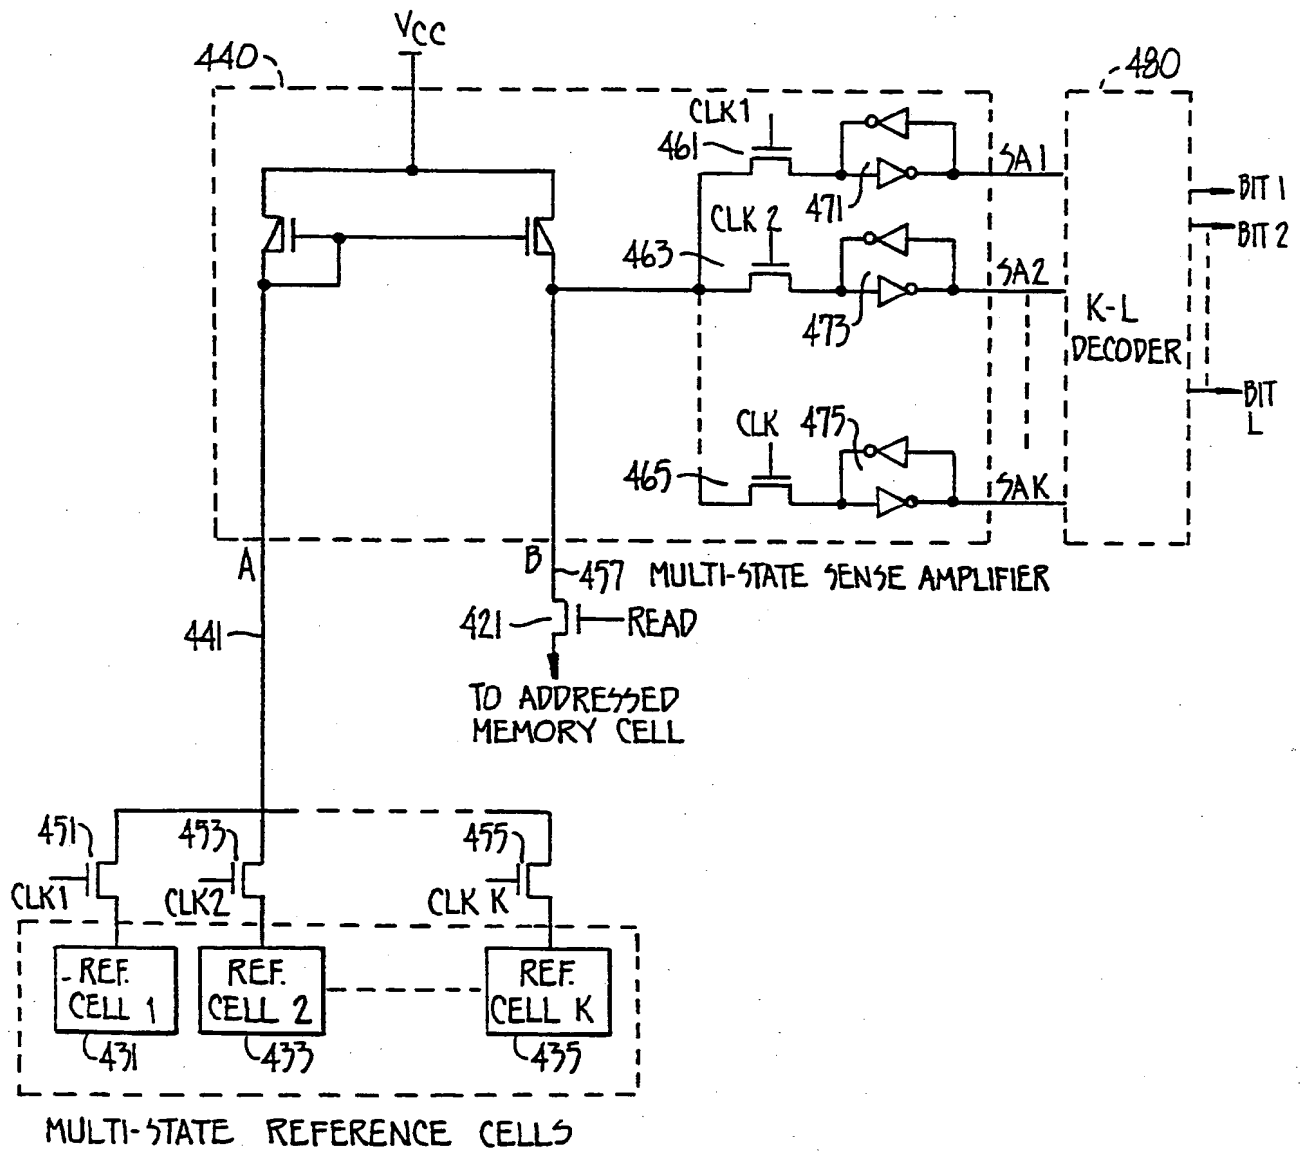 VCC
440
480
CLK1
461
SA1
471
BIT 1
CLK 2
BIT 2
463
SA2
473
K-L
DECODER
CLK
475
BIT
L
465
SAK
A
B
457
MULTI-STATE SENSE AMPLIFIER
421
READ
441
TO ADDRESSED
MEMORY CELL
451
453
455
CLK1
CLK2
CLK K
REF.
CELL 1
REF.
CELL 2
REF.
CELL K
431
433
435
MULTI-STATE REFERENCE CELLS